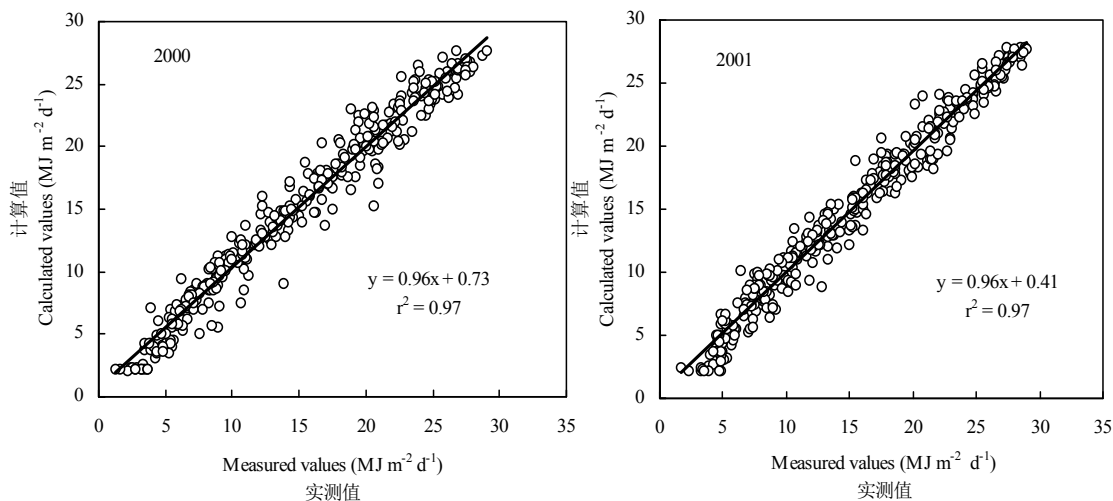 2000
30
25
20
15
10
5
0
计算值
Calculated values (MJ m⁻² d⁻¹)
y = 0.96x + 0.73
r² = 0.97
0 5 10 15 20 25 30 35
Measured values (MJ m⁻² d⁻¹)
实测值
2001
30
25
20
15
10
5
0
计算值
Calculated values (MJ m⁻² d⁻¹)
y = 0.96x + 0.41
r² = 0.97
0 5 10 15 20 25 30 35
Measured values (MJ m⁻² d⁻¹)
实测值